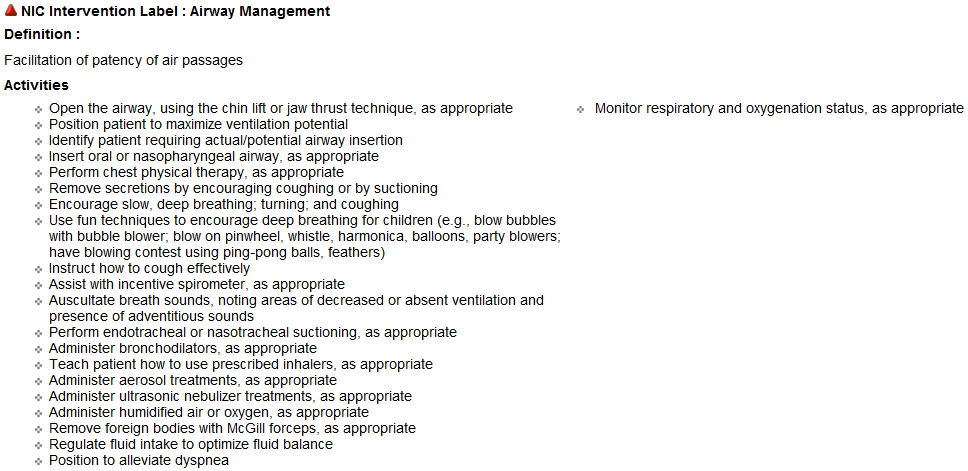 NIC Intervention Label : Airway Management
Definition :
Facilitation of patency of air passages
Activities
Open the airway, using the chin lift or jaw thrust technique, as appropriate
Position patient to maximize ventilation potential
Identify patient requiring actual/potential airway insertion
Insert oral or nasopharyngeal airway, as appropriate
Perform chest physical therapy, as appropriate
Remove secretions by encouraging coughing or by suctioning
Encourage slow, deep breathing; turning; and coughing
Use fun techniques to encourage deep breathing for children (e.g., blow bubbles
with bubble blower; blow on pinwheel, whistle, harmonica, balloons, party blowers;
have blowing contest using ping-pong balls, feathers)
Instruct how to cough effectively
Assist with incentive spirometer, as appropriate
Auscultate breath sounds, noting areas of decreased or absent ventilation and
presence of adventitious sounds
Perform endotracheal or nasotracheal suctioning, as appropriate
Administer bronchodilators, as appropriate
Teach patient how to use prescribed inhalers, as appropriate
Administer aerosol treatments, as appropriate
Administer ultrasonic nebulizer treatments, as appropriate
Administer humidified air or oxygen, as appropriate
Remove foreign bodies with McGill forceps, as appropriate
Regulate fluid intake to optimize fluid balance
Position to alleviate dyspnea
Monitor respiratory and oxygenation status, as appropriate